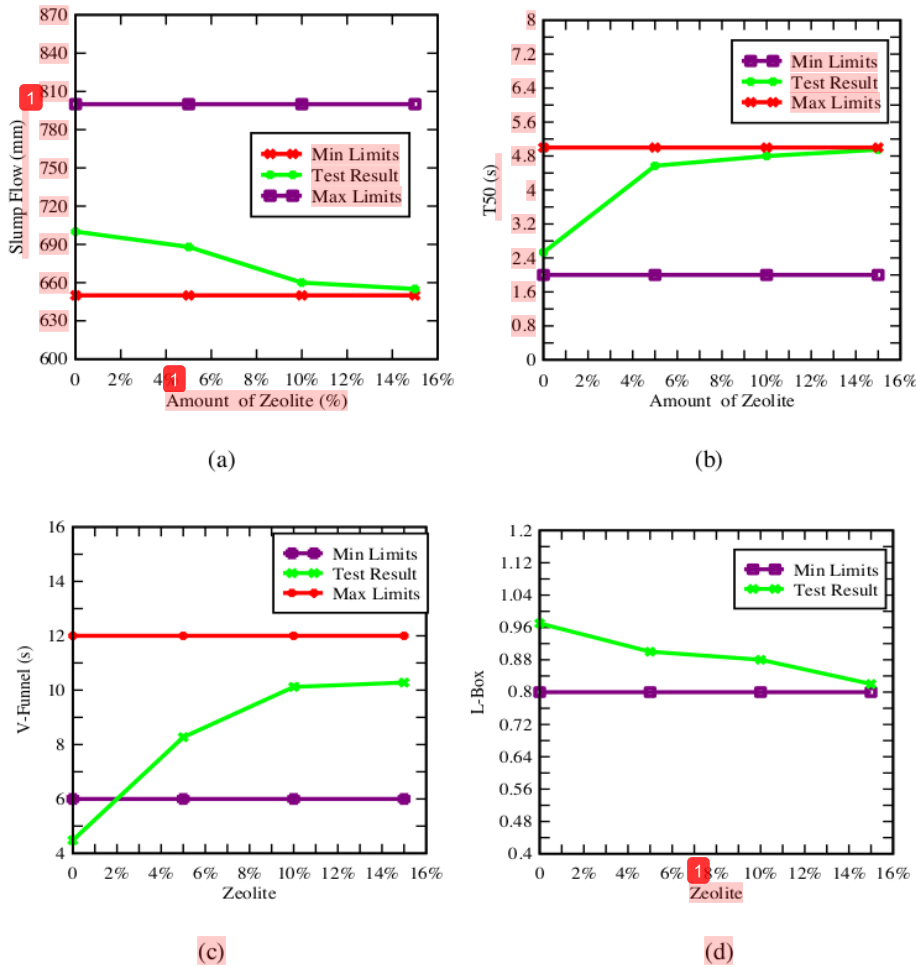 870
840
810
780
750
720
690
660
630
600
Slump Flow (mm)
1
Min Limits
Test Result
Max Limits
0 2% 4% 6% 8% 10% 12% 14% 16%
1
Amount of Zeolite (%)
(a)
8
7.2
6.4
5.6
4.8
4
3.2
2.4
1.6
0.8
0
T50 (s)
Min Limits
Test Result
Max Limits
0 2% 4% 6% 8% 10% 12% 14% 16%
Amount of Zeolite
(b)
16
14
12
10
8
6
4
V-Funnel (s)
Min Limits
Test Result
Max Limits
0 2% 4% 6% 8% 10% 12% 14% 16%
Zeolite
(c)
1.2
1.12
1.04
0.96
0.88
0.8
0.72
0.64
0.56
0.48
0.4
L-Box
Min Limits
Test Result
0 2% 4% 6% 8% 10% 12% 14% 16%
1
Zeolite
(d)